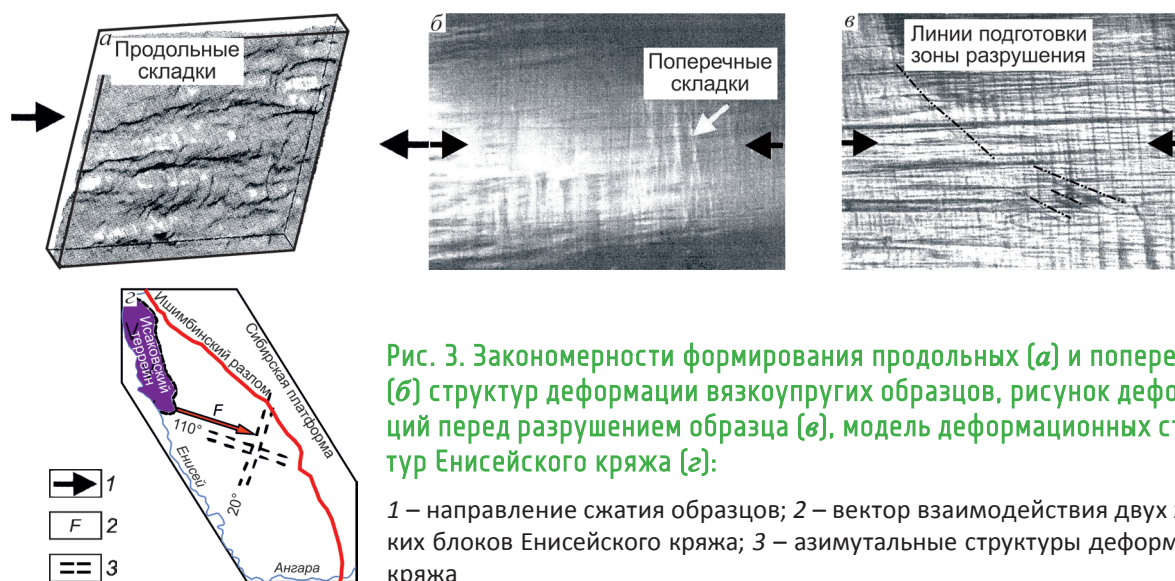 а
Продольные
складки
б
Поперечные
складки
в
Линии подготовки
зоны разрушения
г
Исаковский
террейн
Ишимбинский разлом
Сибирская платформа
F
110°
20°
Енисей
Ангара
1
F 2
3
Рис. 3. Закономерности формирования продольных (а) и попере
(б) структур деформации вязкоупругих образцов, рисунок дефор
ций перед разрушением образца (в), модель деформационных ст
тур Енисейского кряжа (г):
1 – направление сжатия образцов; 2 – вектор взаимодействия двух
ких блоков Енисейского кряжа; 3 – азимутальные структуры деформ
кряжа